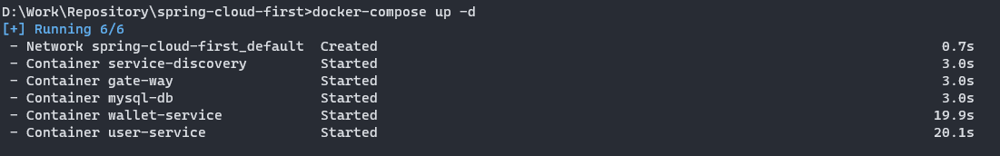 D:\Work\Repository\spring-cloud-first>docker-compose up -d
[+] Running 6/6
 - Network spring-cloud-first_default  Created 0.7s
 - Container service-discovery         Started 3.0s
 - Container gate-way                  Started 3.0s
 - Container mysql-db                  Started 3.0s
 - Container wallet-service            Started 19.9s
 - Container user-service              Started 20.1s